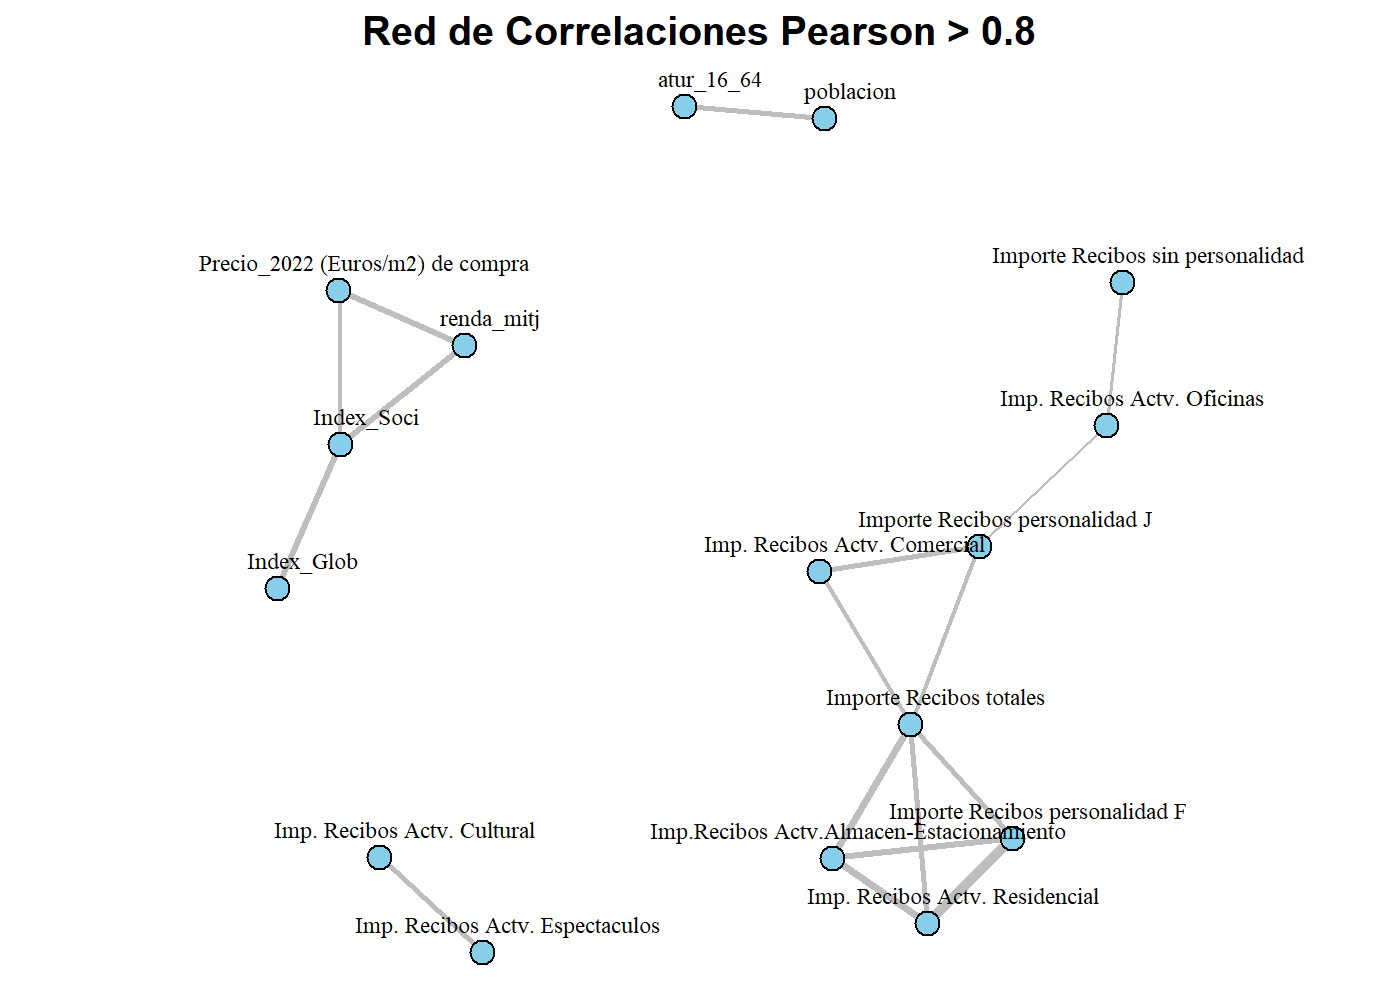 Red de Correlaciones Pearson > 0.8
atur_16_64
poblacion
Importe Recibos sin personalidad
Precio_2022 (Euros/m2) de compra
renda_mitj
Imp. Recibos Actv. Oficinas
Index_Soci
Importe Recibos personalidad J
Imp. Recibos Actv. Comercial
Index_Glob
Importe Recibos totales
Importe Recibos personalidad F
Imp. Recibos Actv. Cultural
Imp.Recibos Actv.Almacen-Estacionamiento
Imp. Recibos Actv. Residencial
Imp. Recibos Actv. Espectaculos